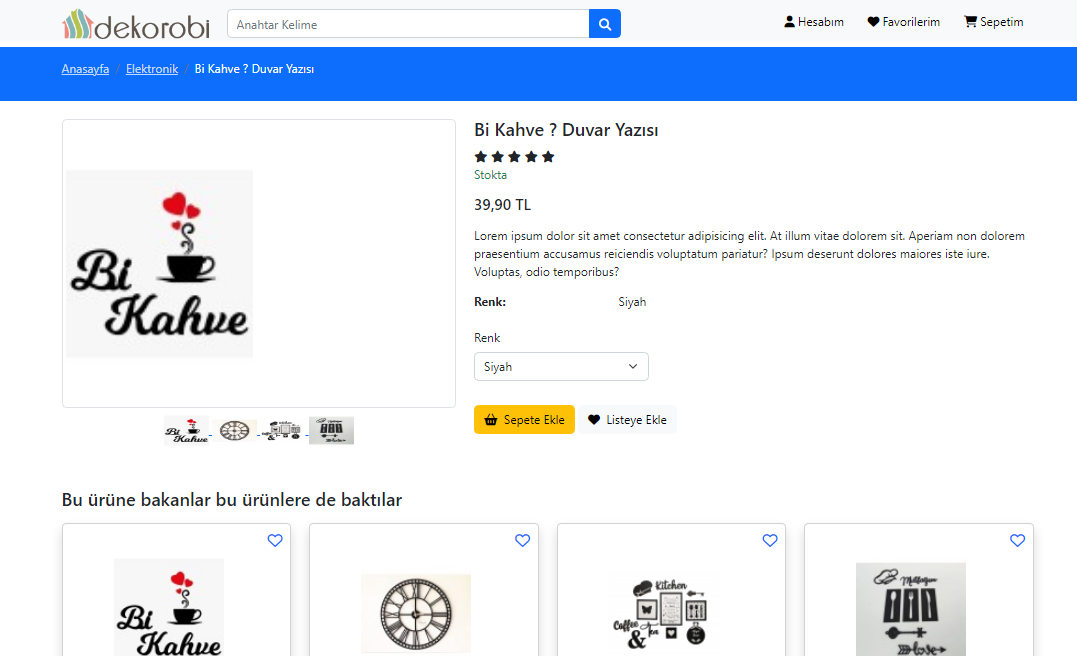 dekorobi
Anahtar Kelime
Hesabım
Favorilerim
Sepetim
Anasayfa / Elektronik / Bi Kahve ? Duvar Yazısı
Bi
Kahve
Bi Kahve ? Duvar Yazısı
Stokta
39,90 TL
Lorem ipsum dolor sit amet consectetur adipisicing elit. At illum vitae dolorem sit. Aperiam non dolorem
praesentium accusamus reiciendis voluptatum pariatur? Ipsum deserunt dolores maiores iste iure.
Voluptas, odio temporibus?
Renk: Siyah
Renk
Siyah
Sepete Ekle
Listeye Ekle
Bi
Kahve
Bu ürüne bakanlar bu ürünlere de baktılar
Bi
Kahve
Kitchen
Coffee
& Tea
Love